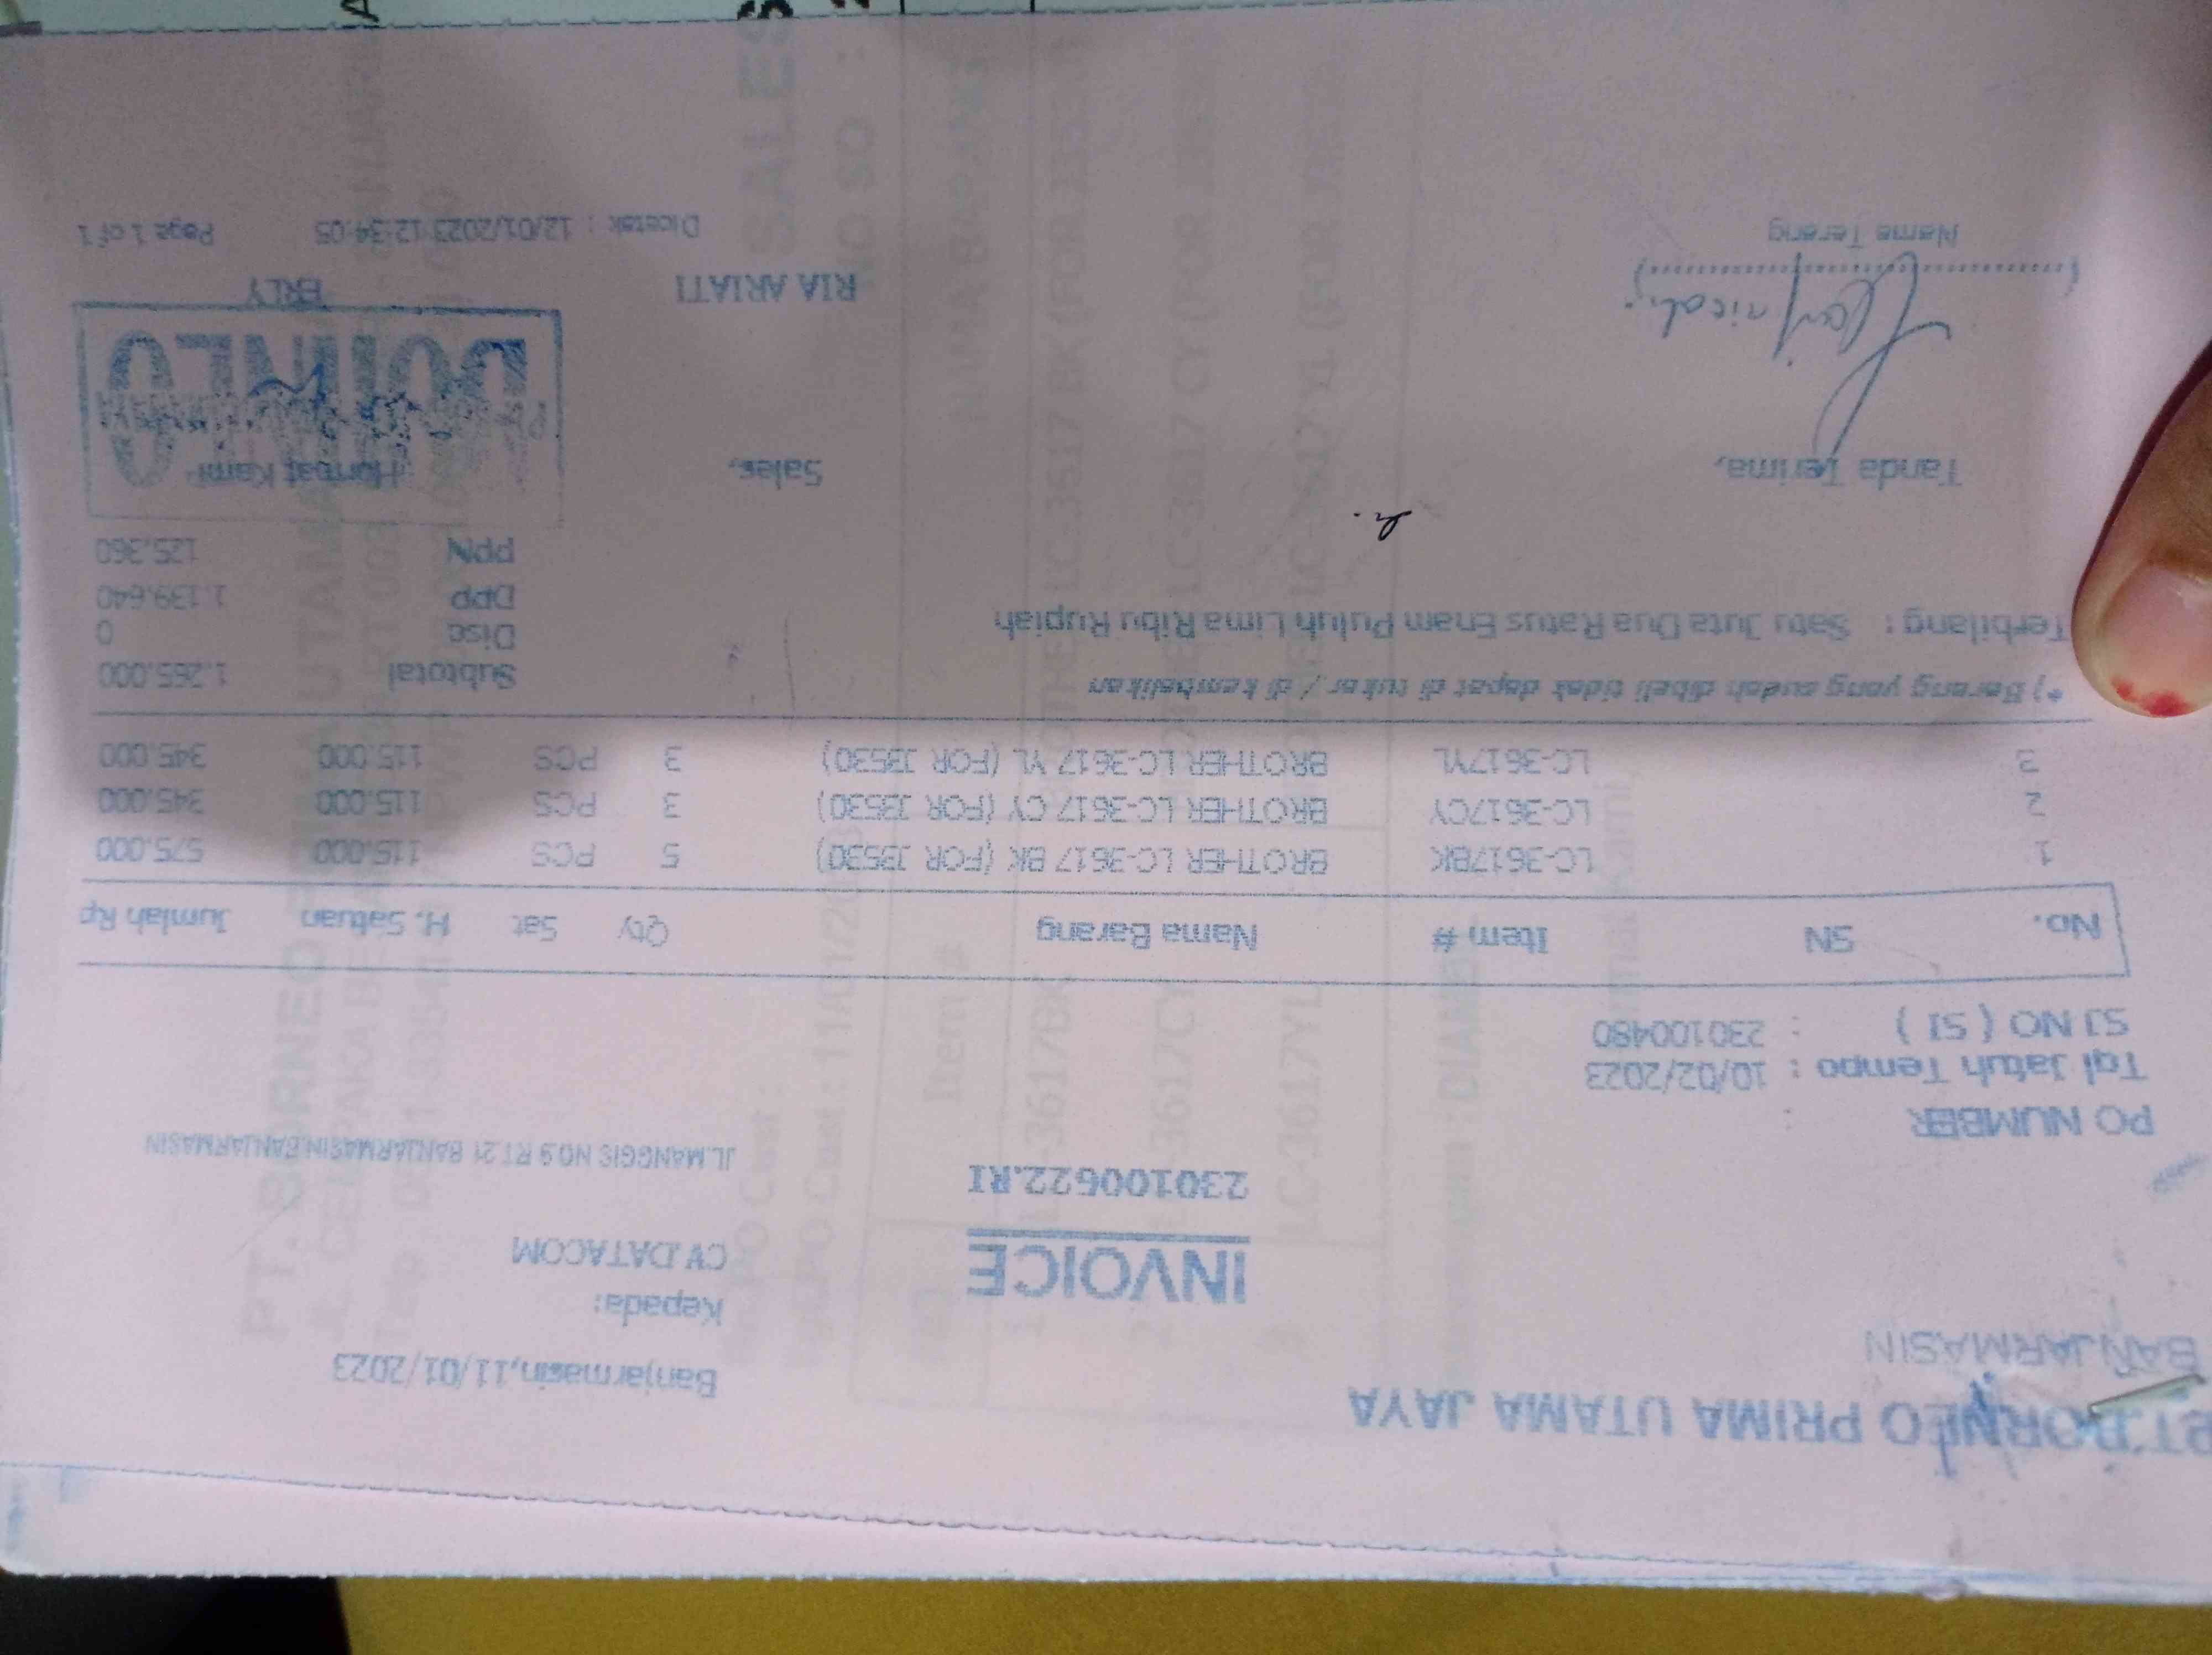 PT.BORNEO PRIMA UTAMA JAYA
BANJARMASIN
Banjarmasin,11/01/2023
Kepada:
CV.DATACOM
JL.MANGGIS NO.9 RT.21 BANJARMASIN,BANJARMASIN
INVOICE
230100622.RI
PO NUMBER :
Tgl Jatuh Tempo : 10/02/2023
SJ NO ( SI ) : 230100480
No. SN Item # Nama Barang Qty Sat H. Satuan Jumlah Rp
1 LC-3617BK BROTHER LC-3617 BK (FOR J3530) 5 PCS 115.000 575.000
2 LC-3617CY BROTHER LC-3617 CY (FOR J3530) 3 PCS 115.000 345.000
3 LC-3617YL BROTHER LC-3617 YL (FOR J3530) 3 PCS 115.000 345.000
*) Barang yang sudah dibeli tidak dapat di tukar / di kembalikan
Subtotal 1.265.000
Terbilang : Satu Juta Dua Ratus Enam Puluh Lima Ribu Rupiah
Disc 0
DPP 1.139.640
PPN 125.360
Tanda Terima,
Sales,
Hormat Kami
RIA ARIATI
ERLY
Nama Terang
Dicetak : 12/01/2023 12:34:05 Page 1 of 1